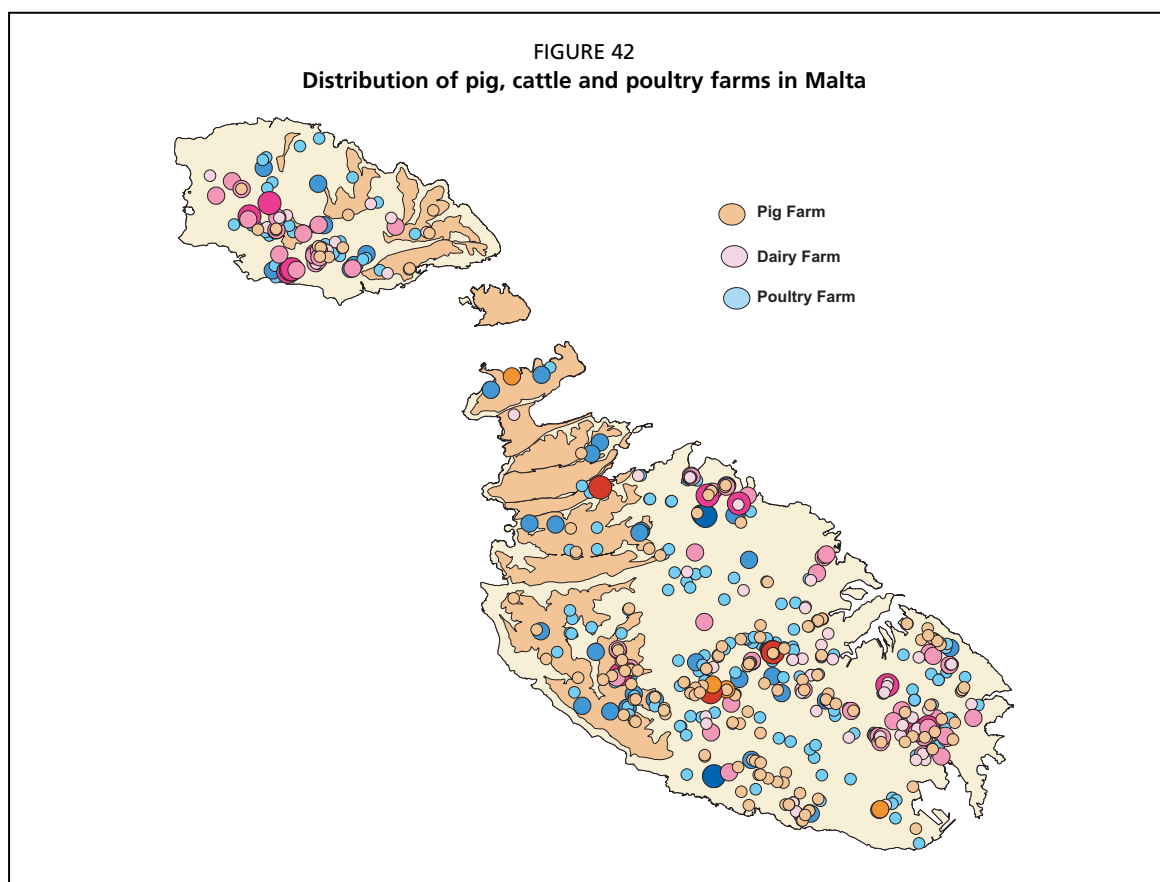 FIGURE 42
Distribution of pig, cattle and poultry farms in Malta
Pig Farm
Dairy Farm
Poultry Farm